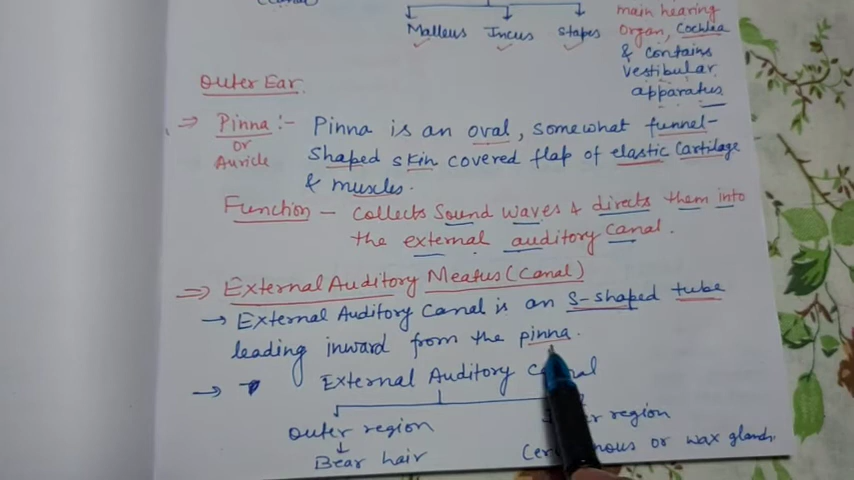 (Canal)
Malleus Incus Stapes
main hearing
organ, Cochlea
& contains
vestibular
apparatus
Outer Ear
⇒ Pinna :- Pinna is an oval, somewhat funnel-
or
Auricle
shaped skin covered flap of elastic cartilage
& muscles.
Function - collects sound waves & directs them into
the external auditory canal.
⇒ External Auditory Meatus (Canal)
→ External Auditory Canal is an S-shaped tube
leading inward from the pinna.
→ External Auditory
Outer region region
Bear hair or wax glands